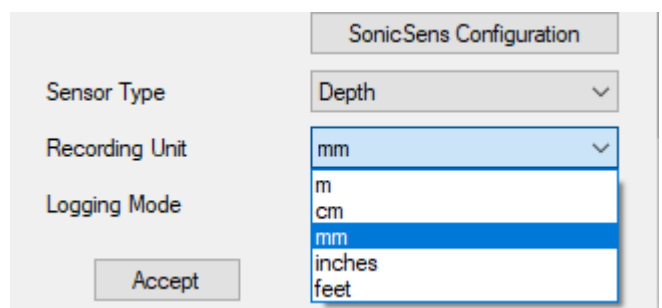 SonicSens Configuration
Sensor Type Depth
Recording Unit mm
m
Logging Mode cm
mm
inches
Accept
feet